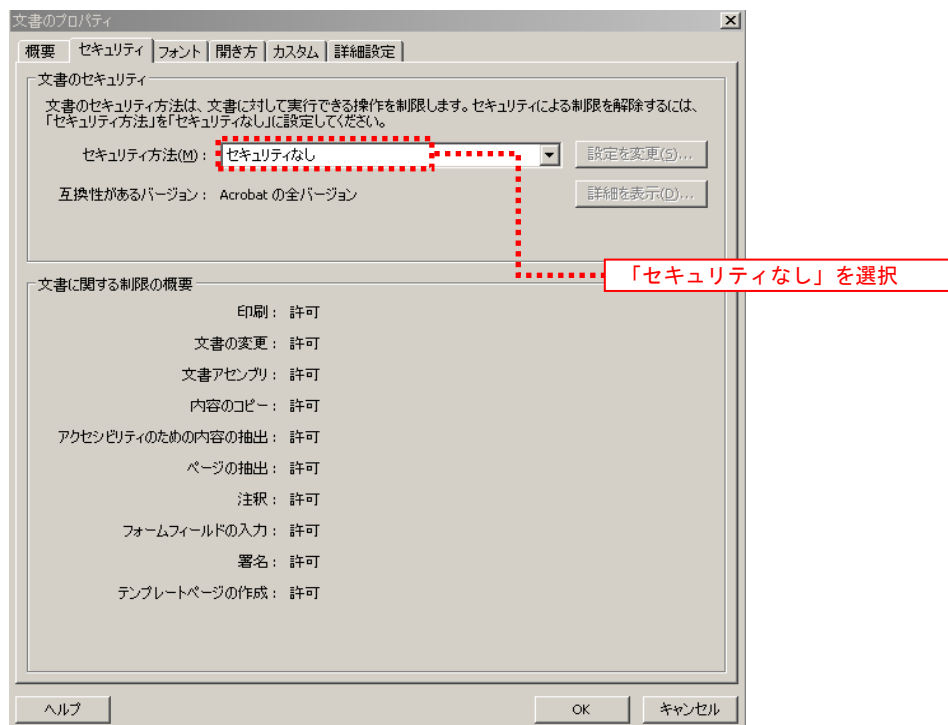 文書のプロパティ
概要 セキュリティ フォント 開き方 カスタム 詳細設定
文書のセキュリティ
文書のセキュリティ方法は、文書に対して実行できる操作を制限します。セキュリティによる制限を解除するには、
「セキュリティ方法」を「セキュリティなし」に設定してください。
セキュリティ方法(M): セキュリティなし 設定を変更(S)...
互換性があるバージョン: Acrobat の全バージョン 詳細を表示(D)...
「セキュリティなし」を選択
文書に関する制限の概要
印刷: 許可
文書の変更: 許可
文書アセンブリ: 許可
内容のコピー: 許可
アクセシビリティのための内容の抽出: 許可
ページの抽出: 許可
注釈: 許可
フォームフィールドの入力: 許可
署名: 許可
テンプレートページの作成: 許可
ヘルプ OK キャンセル